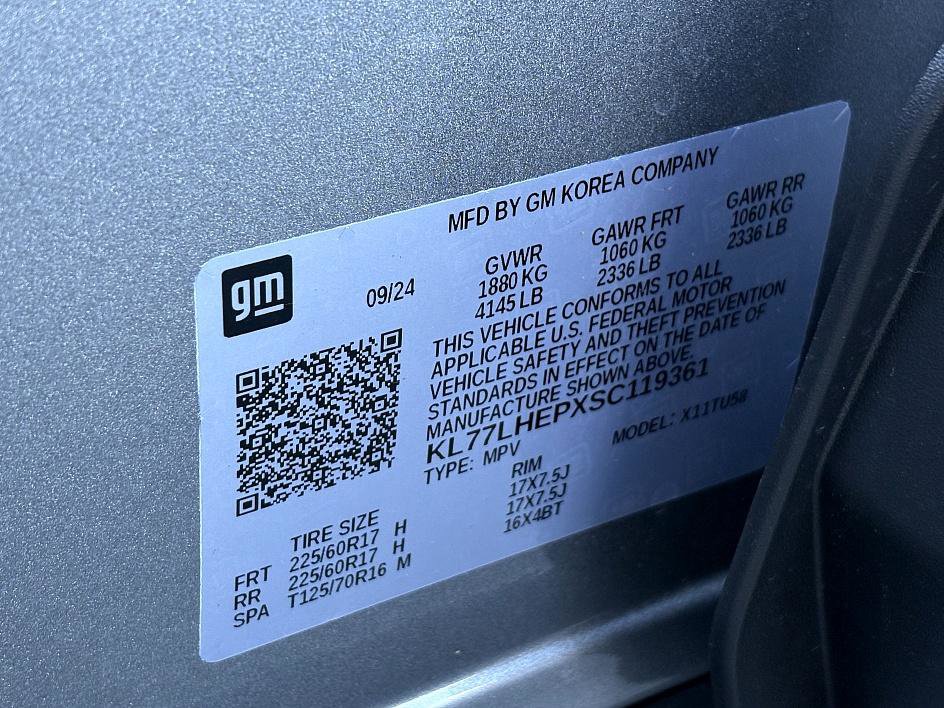 MFD BY GM KOREA COMPANY
gm
09/24
GVWR GAWR FRT GAWR RR
1880 KG 1060 KG 1060 KG
4145 LB 2336 LB 2336 LB
THIS VEHICLE CONFORMS TO ALL
APPLICABLE U.S. FEDERAL MOTOR
VEHICLE SAFETY AND THEFT PREVENTION
STANDARDS IN EFFECT ON THE DATE OF
MANUFACTURE SHOWN ABOVE.
KL77LHEPXSC119361
TYPE: MPV MODEL: X11TU58
TIRE SIZE RIM
FRT 225/60R17 H 17X7.5J
RR 225/60R17 H 17X7.5J
SPA T125/70R16 M 16X4BT